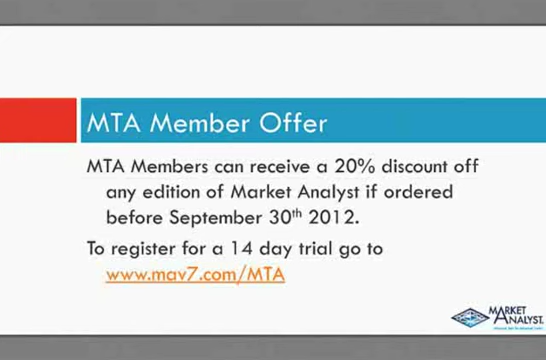 MTA Member Offer
MTA Members can receive a 20% discount off
any edition of Market Analyst if ordered
before September 30th 2012.
To register for a 14 day trial go to
www.mav7.com/MTA
MARKET
ANALYST